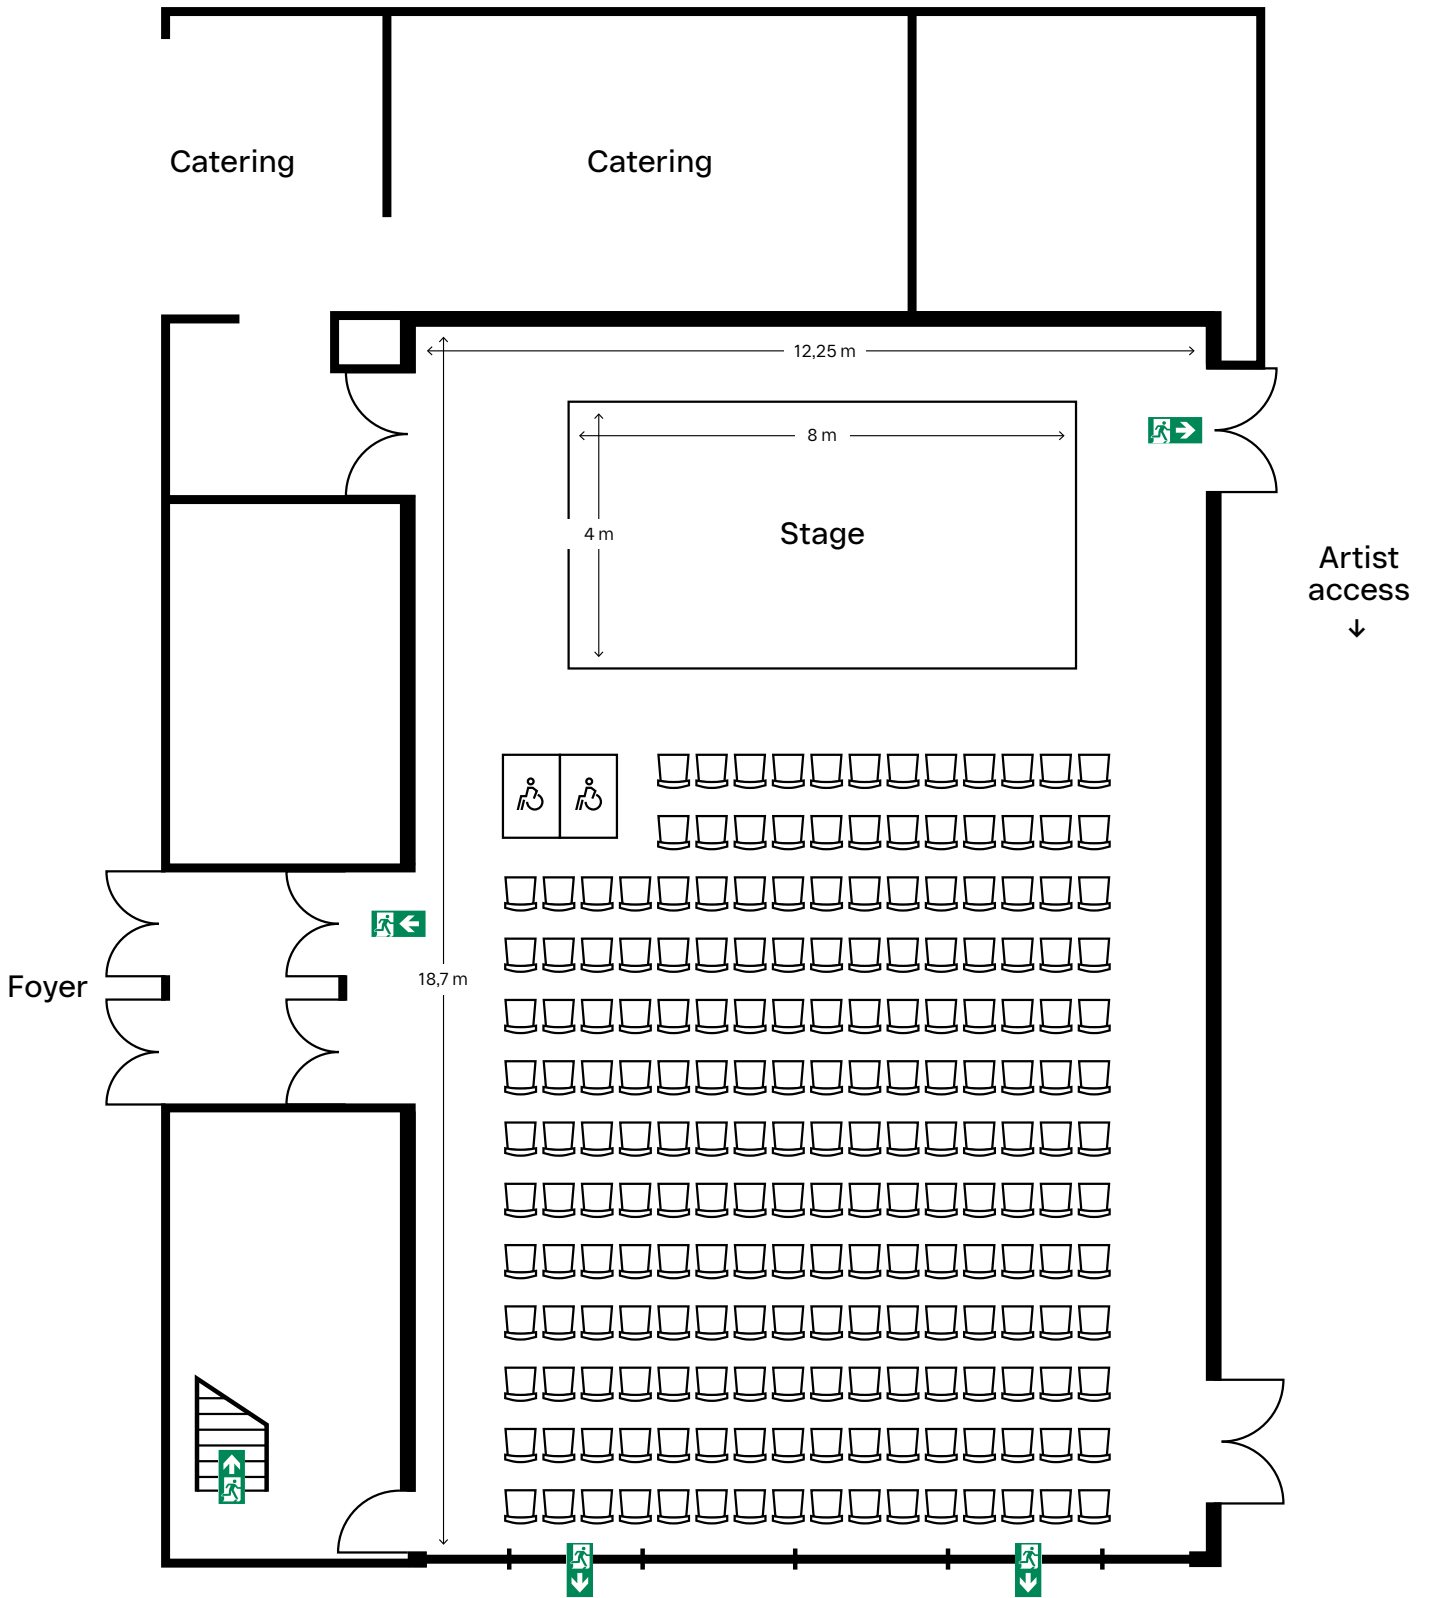 Catering
Catering
12,25 m
8 m
4 m
Stage
Artist
access
↓
Foyer
18,7 m